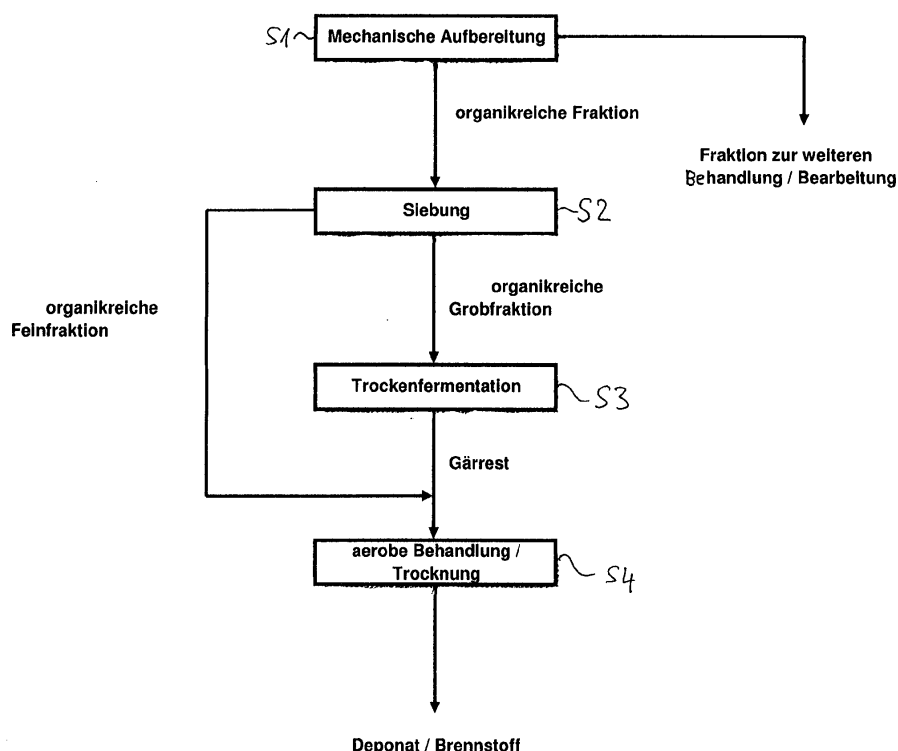 S1
Mechanische Aufbereitung
organikreiche Fraktion
Fraktion zur weiteren
Behandlung / Bearbeitung
Siebung
S2
organikreiche
Grobfraktion
organikreiche
Feinfraktion
Trockenfermentation
S3
Gärrest
aerobe Behandlung /
Trocknung
S4
Deponat / Brennstoff